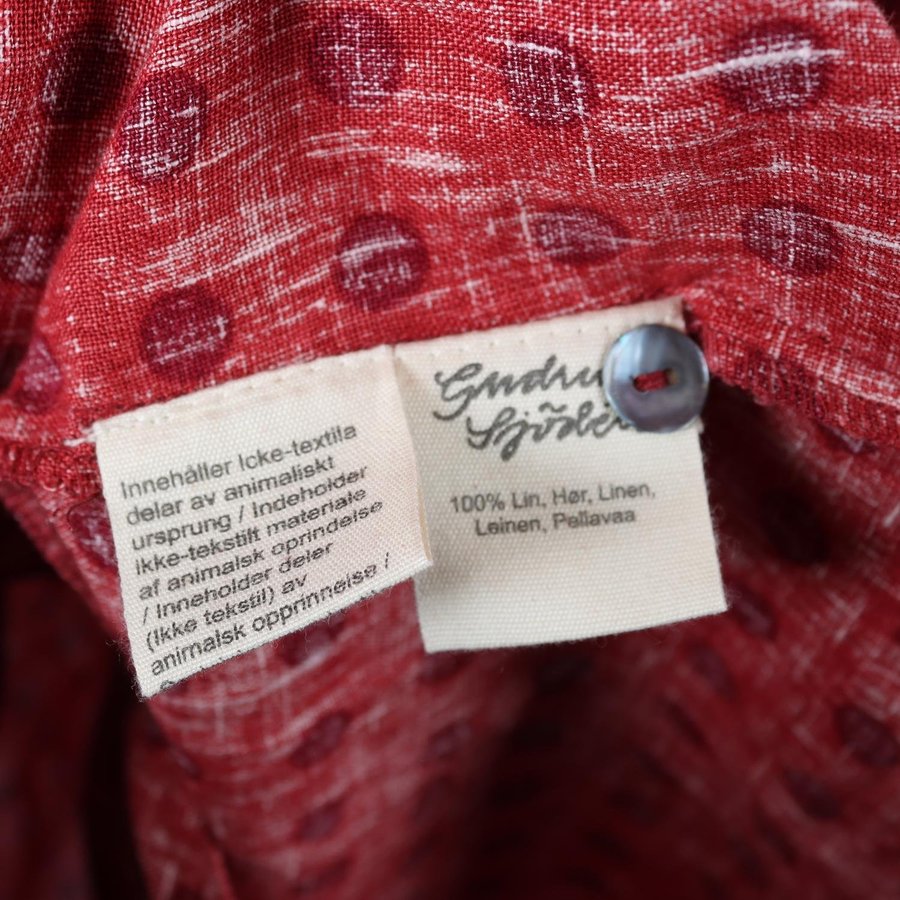 Innehåller Icke-textila
delar av animaliskt
ursprung / Indeholder
ikke-tekstilt materiale
af animalsk oprindelse
/ Inneholder deler
(Ikke tekstil) av
animalsk opprinnelse /
100% Lin, Hør, Linen,
Leinen, Pellavaa